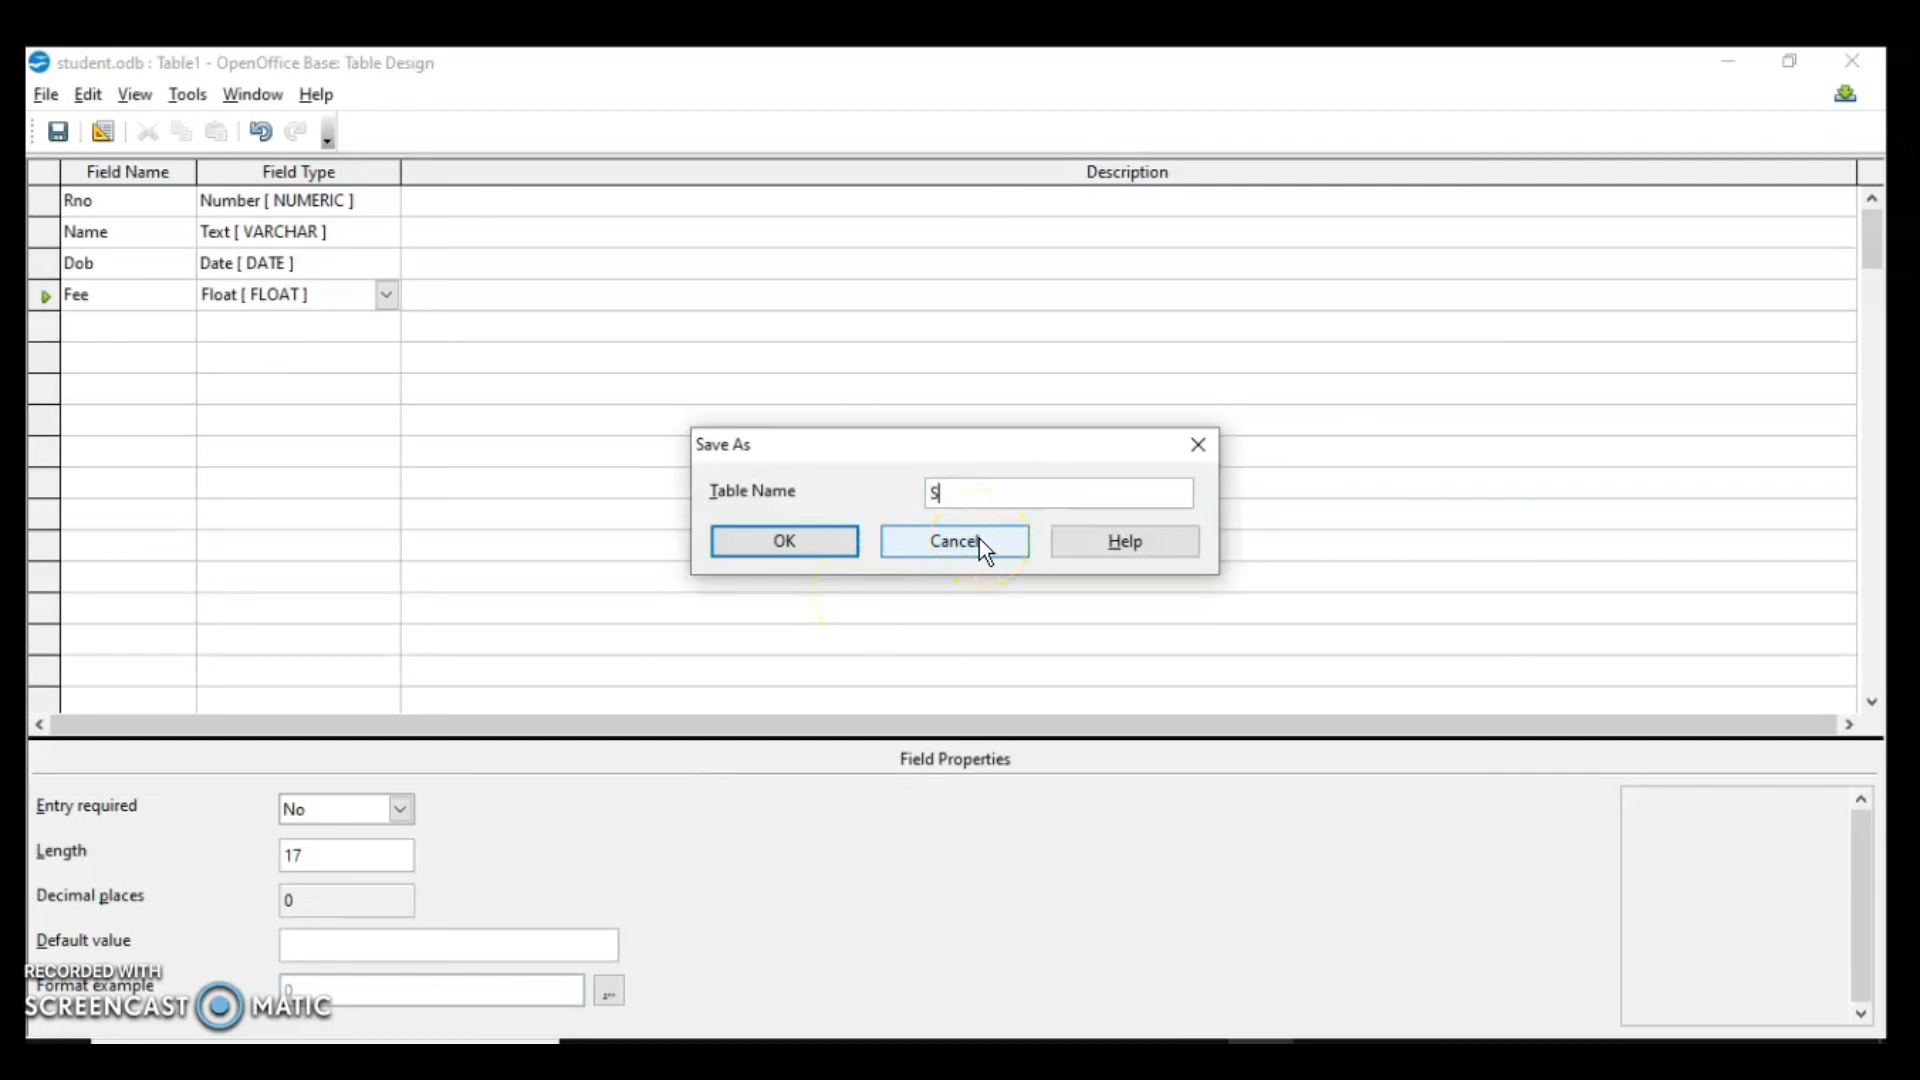 student.odb : Table1 - OpenOffice Base: Table Design
File Edit View Tools Window Help
Field Name Field Type Description
Rno Number [ NUMERIC ]
Name Text [ VARCHAR ]
Dob Date [ DATE ]
Fee Float [ FLOAT ]
Save As
Table Name S
OK Cancel Help
Field Properties
Entry required No
Length 17
Decimal places 0
Default value
RECORDED WITH
Format example 0 ...
SCREENCAST MATIC